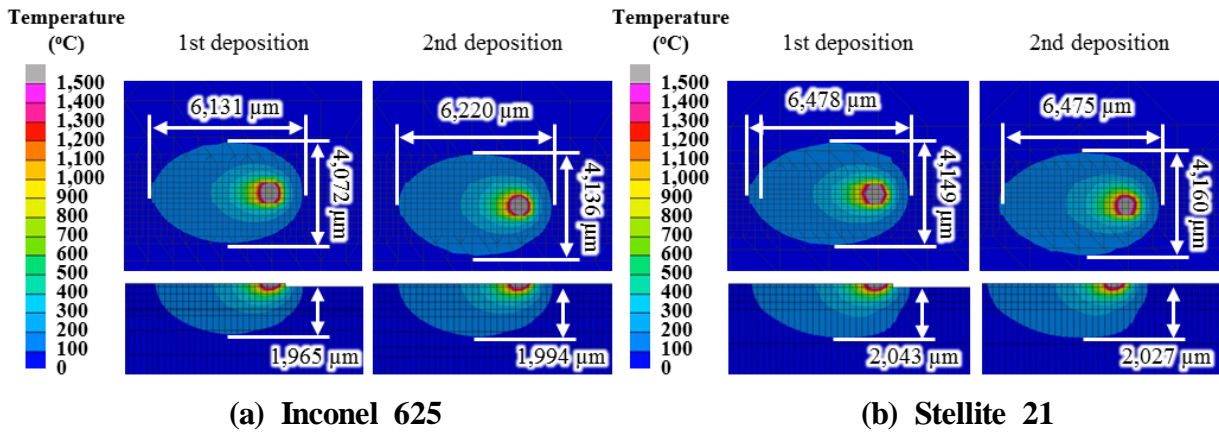 Temperature
(ºC)
1st deposition
2nd deposition
1,500
1,400
1,300
1,200
1,100
1,000
900
800
700
600
500
400
300
200
100
0
6,131 µm
4,072 µm
6,220 µm
4,136 µm
1,965 µm
1,994 µm
(a) Inconel 625
Temperature
(ºC)
1st deposition
2nd deposition
1,500
1,400
1,300
1,200
1,100
1,000
900
800
700
600
500
400
300
200
100
0
6,478 µm
4,149 µm
6,475 µm
4,160 µm
2,043 µm
2,027 µm
(b) Stellite 21